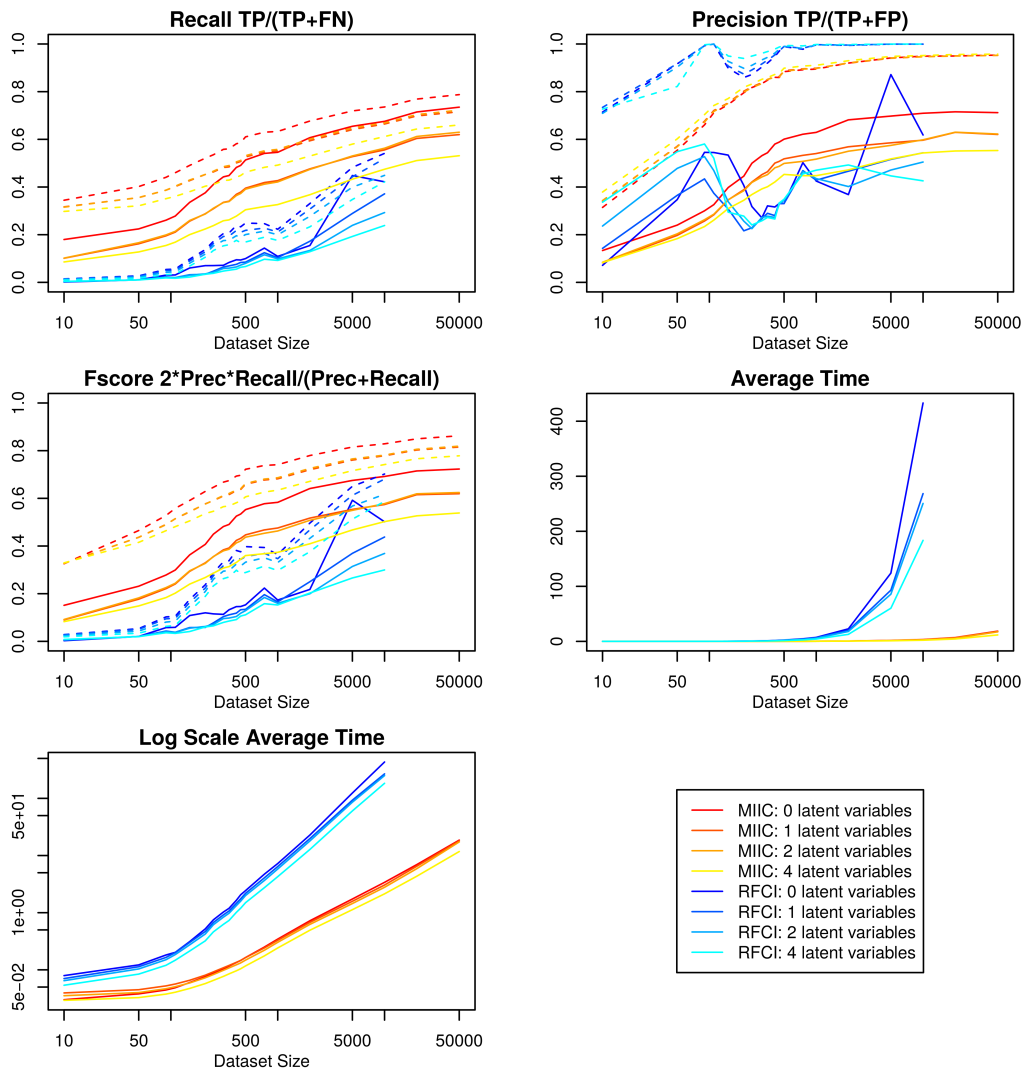 Recall TP/(TP+FN)
0.0 0.2 0.4 0.6 0.8 1.0
10 50 500 5000 50000
Dataset Size
Precision TP/(TP+FP)
0.0 0.2 0.4 0.6 0.8 1.0
10 50 500 5000 50000
Dataset Size
Fscore 2*Prec*Recall/(Prec+Recall)
0.0 0.2 0.4 0.6 0.8 1.0
10 50 500 5000 50000
Dataset Size
Average Time
0 100 200 300 400
10 50 500 5000 50000
Dataset Size
Log Scale Average Time
5e−02 1e+00 5e+01
10 50 500 5000 50000
Dataset Size
MIIC: 0 latent variables
MIIC: 1 latent variables
MIIC: 2 latent variables
MIIC: 4 latent variables
RFCI: 0 latent variables
RFCI: 1 latent variables
RFCI: 2 latent variables
RFCI: 4 latent variables